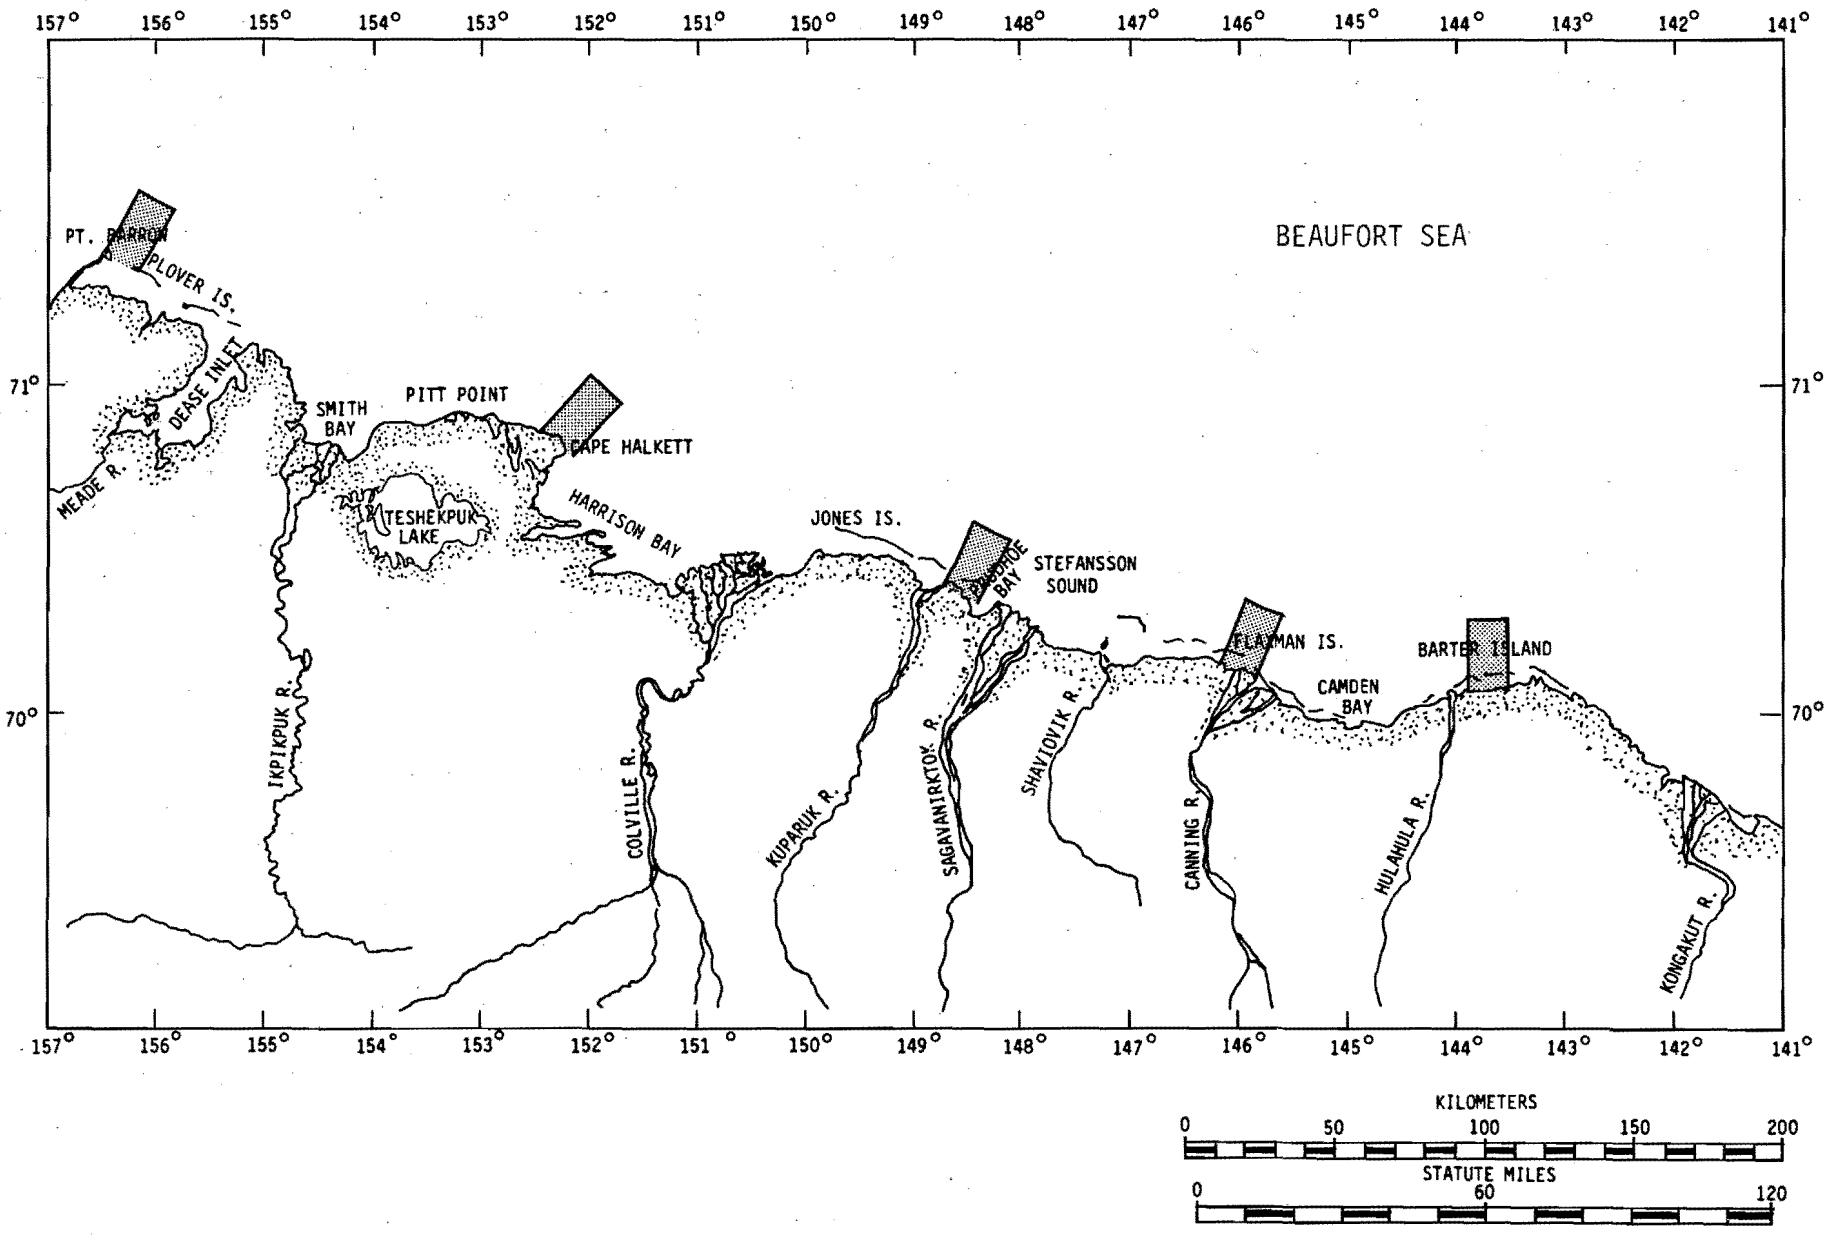 157° 156° 155° 154° 153° 152° 151° 150° 149° 148° 147° 146° 145° 144° 143° 142° 141°
BEAUFORT SEA
PT. BARROW
PLOVER IS.
71° 71°
DEASE INLET
SMITH
BAY
PITT POINT
CAPE HALKETT
MEADE R.
TESHEKPUK
LAKE
HARRISON BAY
JONES IS.
PRUDHOE
BAY
STEFANSSON
SOUND
FLAXMAN IS.
BARTER ISLAND
CAMDEN
BAY
70° 70°
IKPIKPUK R.
COLVILLE R.
KUPARUK R.
SAGAVANIRKTOK R.
SHAVIOVIK R.
CANNING R.
HULAHULA R.
KONGAKUT R.
157° 156° 155° 154° 153° 152° 151° 150° 149° 148° 147° 146° 145° 144° 143° 142° 141°
KILOMETERS
0 50 100 150 200
STATUTE MILES
0 60 120